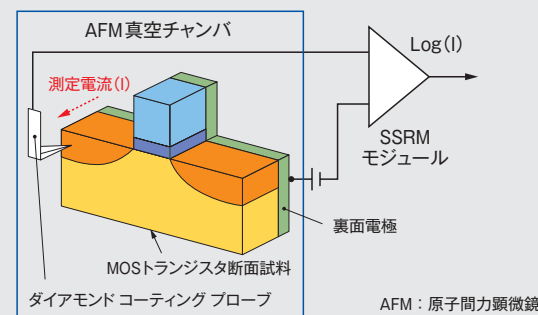 AFM真空チャンバ
測定電流(I)
Log(I)
SSRM
モジュール
裏面電極
MOSトランジスタ断面試料
ダイアモンド コーティング プローブ
AFM：原子間力顕微鏡